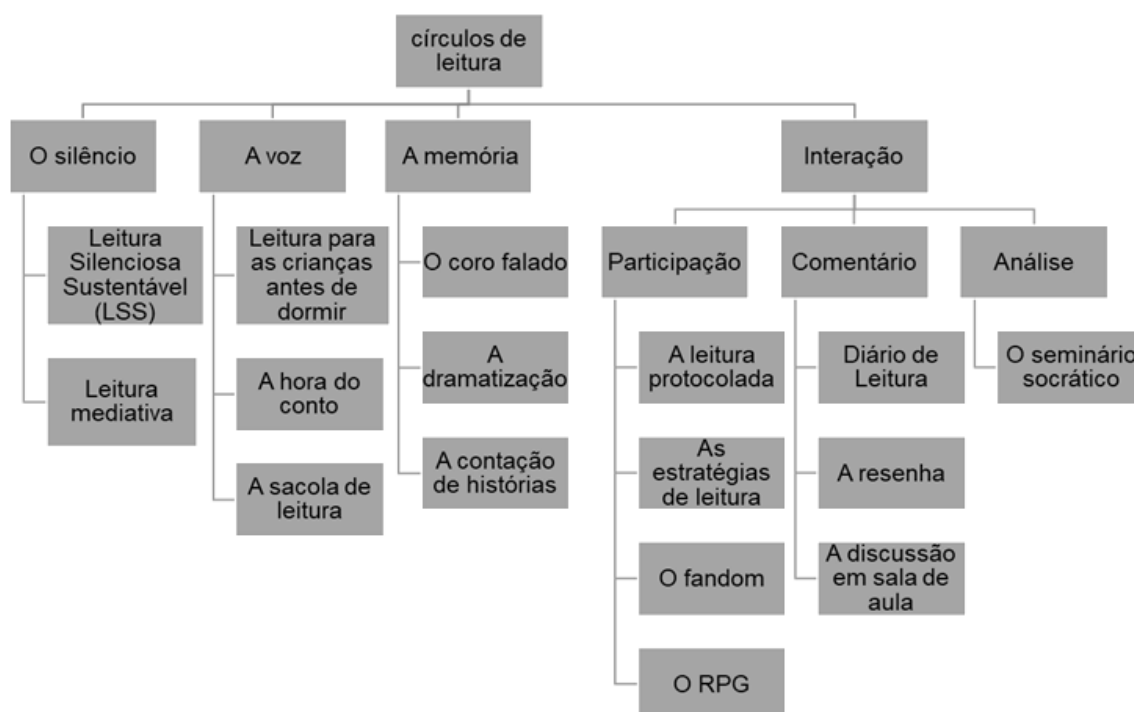 círculos de
leitura
O silêncio
Leitura
Silenciosa
Sustentável
(LSS)
Leitura
mediativa
A voz
Leitura para
as crianças
antes de
dormir
A hora do
conto
A sacola de
leitura
A memória
O coro falado
A
dramatização
A contação
de histórias
Interação
Participação
A leitura
protocolada
As
estratégias
de leitura
O fandom
O RPG
Comentário
Diário de
Leitura
A resenha
A discussão
em sala de
aula
Análise
O seminário
socrático